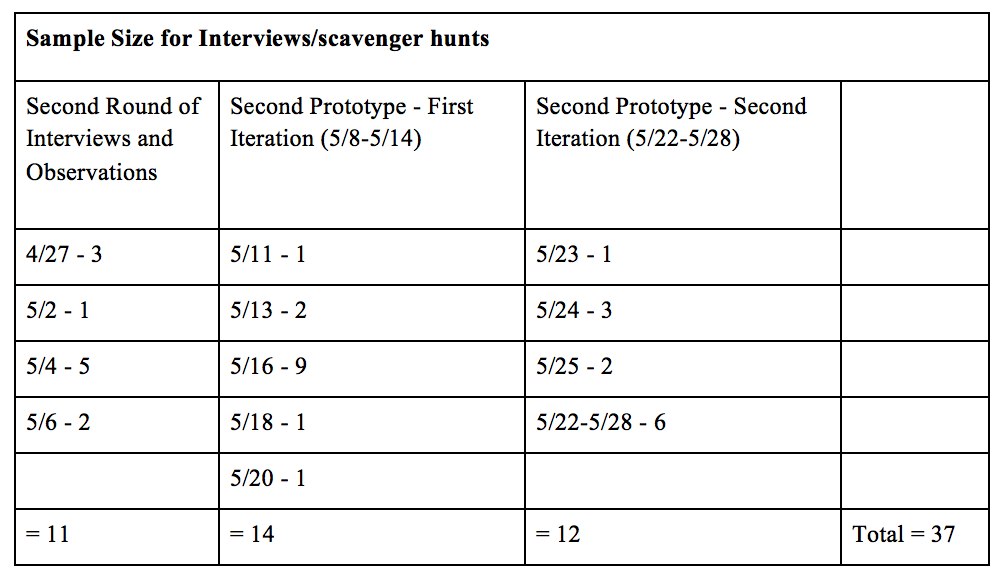 Sample Size for Interviews/scavenger hunts
Second Round of
Interviews and
Observations
Second Prototype - First
Iteration (5/8-5/14)
Second Prototype - Second
Iteration (5/22-5/28)
4/27 - 3
5/11 - 1
5/23 - 1
5/2 - 1
5/13 - 2
5/24 - 3
5/4 - 5
5/16 - 9
5/25 - 2
5/6 - 2
5/18 - 1
5/22-5/28 - 6
5/20 - 1
= 11
= 14
= 12
Total = 37